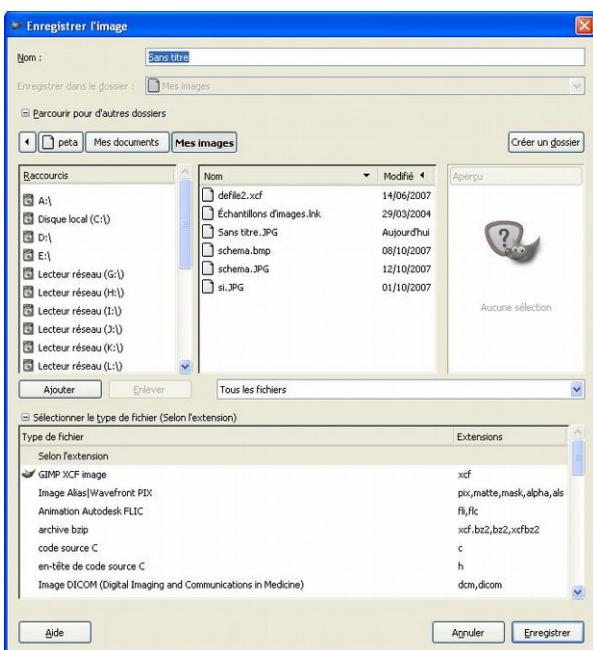 Enregistrer l'image
Nom : Sans titre
Enregistrer dans le dossier : Mes images
Parcourir pour d'autres dossiers
peta Mes documents Mes images Créer un dossier
Raccourcis
A:\
Disque local (C:\)
D:\
E:\
Lecteur réseau (G:\)
Lecteur réseau (H:\)
Lecteur réseau (I:\)
Lecteur réseau (J:\)
Lecteur réseau (K:\)
Lecteur réseau (L:\)
Nom Modifié
defile2.xcf 14/06/2007
Échantillons d'images.lnk 29/03/2004
Sans titre.JPG Aujourd'hui
schema.bmp 08/10/2007
schema.JPG 12/10/2007
si.JPG 01/10/2007
Aperçu
Aucune sélection
Ajouter Enlever Tous les fichiers
Sélectionner le type de fichier (Selon l'extension)
Type de fichier Extensions
Selon l'extension
GIMP XCF image xcf
Image Alias|Wavefront PIX pix,matte,mask,alpha,als
Animation Autodesk FLIC fli,flc
archive bzip xcf.bz2,bz2,xcfbz2
code source C c
en-tête de code source C h
Image DICOM (Digital Imaging and Communications in Medicine) dcm,dicom
Aide Annuler Enregistrer